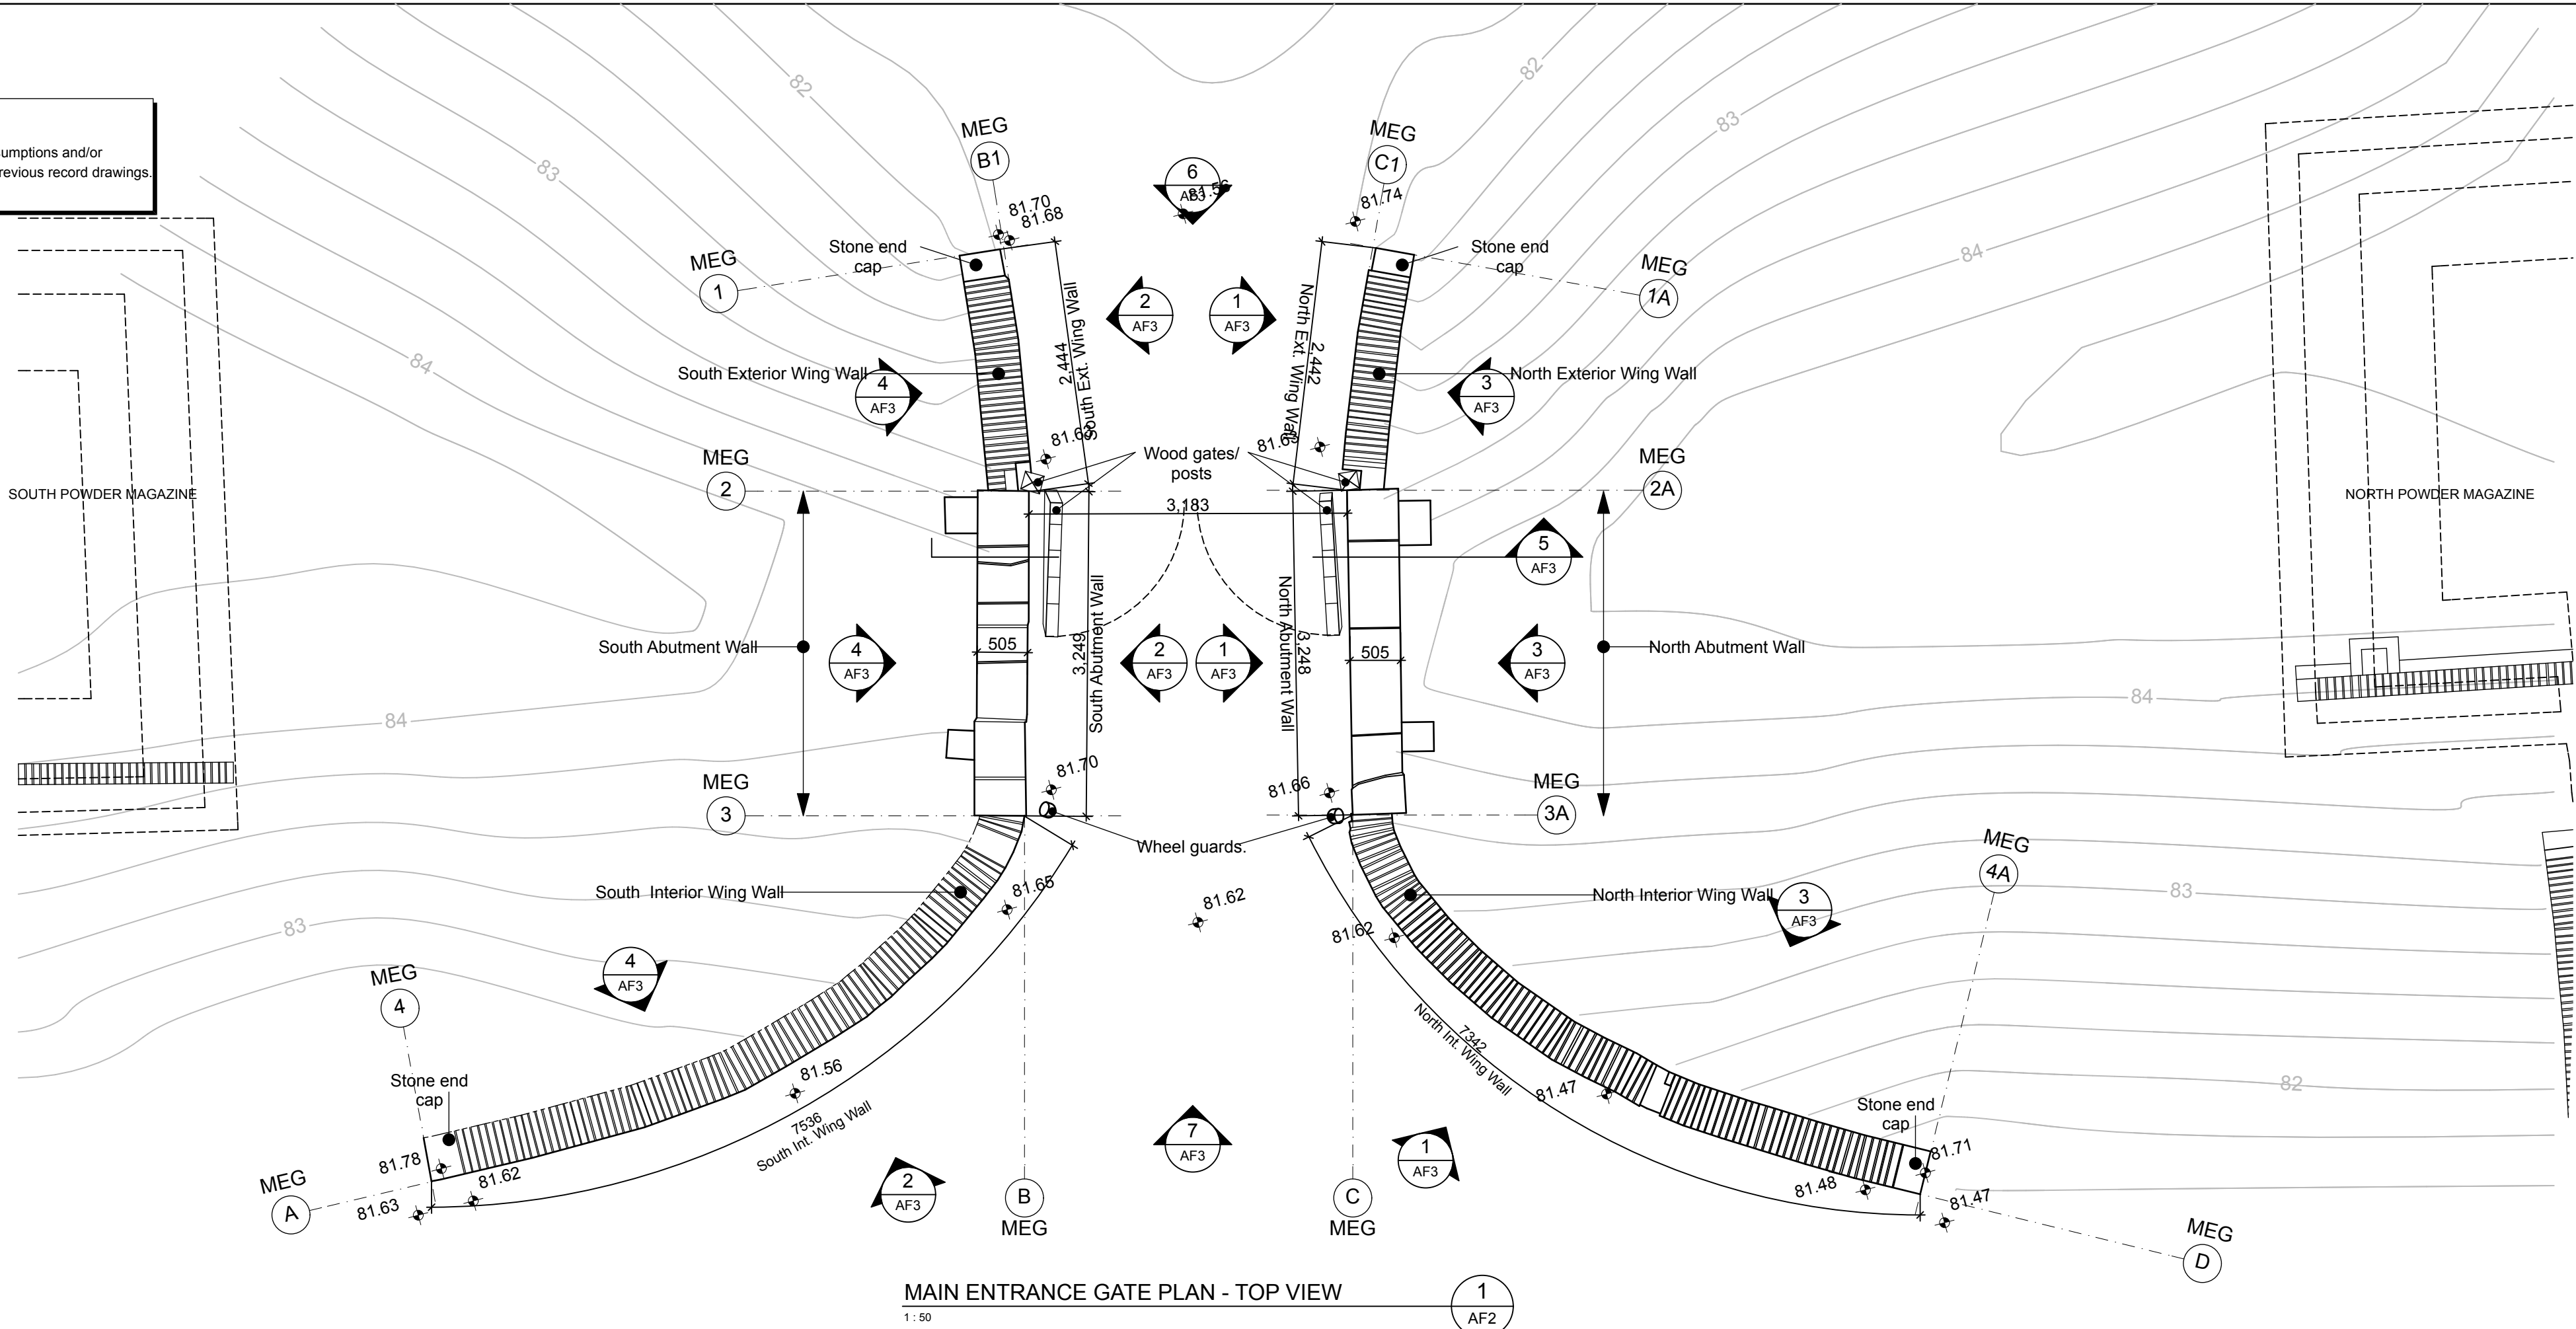 82
82
83
83
umptions and/or
revious record drawings.
MEG
B1
MEG
C1
6
AF3
81.56
81.70
81.68
81.74
Stone end
cap
Stone end
cap
84
MEG
1
MEG
1A
2
AF3
1
AF3
South Ext. Wing Wall
2,444
North Ext. Wing Wall
2,442
84
South Exterior Wing Wall
4
AF3
3
AF3
North Exterior Wing Wall
81.63
81.63
Wood gates/
posts
MEG
2
MEG
2A
SOUTH POWDER MAGAZINE
NORTH POWDER MAGAZINE
3,183
5
AF3
South Abutment Wall
4
AF3
505
3,249
South Abutment Wall
2
AF3
1
AF3
North Abutment Wall
3,248
505
3
AF3
North Abutment Wall
84
84
81.70
81.66
MEG
3
MEG
3A
Wheel guards.
MEG
4A
South  Interior Wing Wall
81.65
81.62
81.62
North Interior Wing Wall
3
AF3
83
83
4
AF3
MEG
4
7342
North Int. Wing Wall
81.56
81.47
82
Stone end
cap
Stone end
cap
7536
South Int. Wing Wall
7
AF3
1
AF3
81.78
81.62
81.63
81.71
81.48
81.47
MEG
A
2
AF3
B
MEG
C
MEG
MEG
D
MAIN ENTRANCE GATE PLAN - TOP VIEW
1 : 50
1
AF2